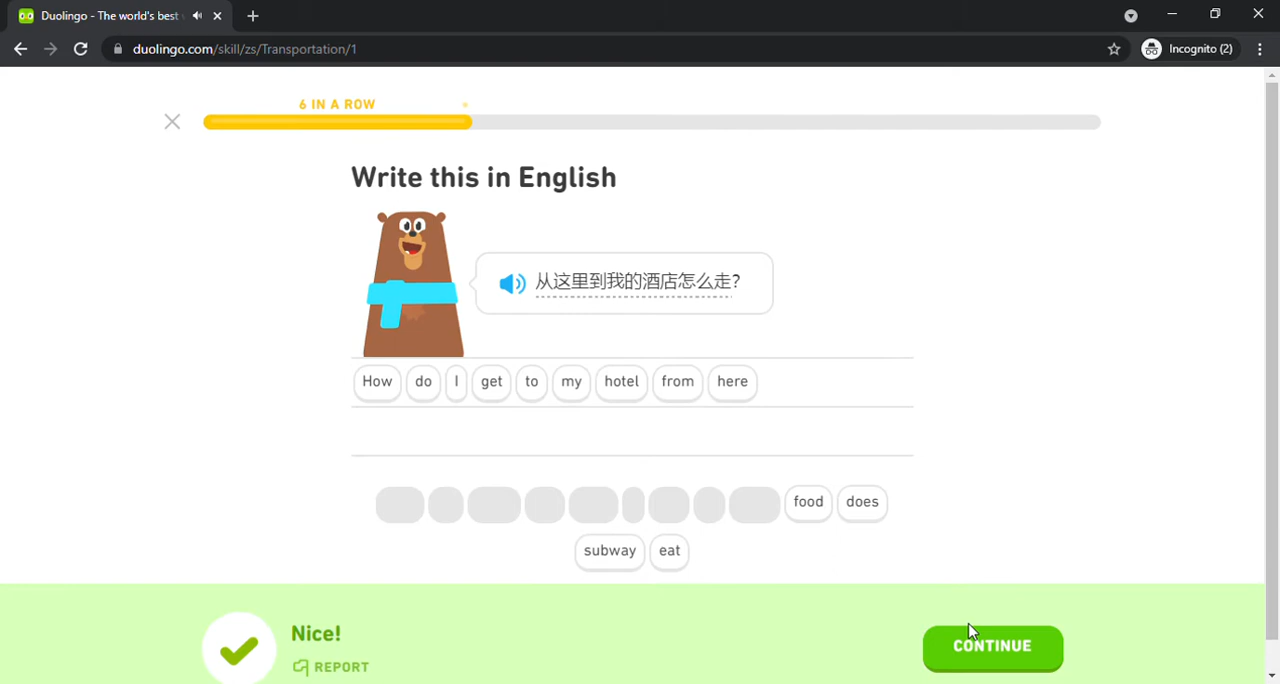 Duolingo - The world's best
duolingo.com/skill/zs/Transportation/1
Incognito (2)
6 IN A ROW
Write this in English
从这里到我的酒店怎么走?
How do I get to my hotel from here
food does
subway eat
Nice!
REPORT
CONTINUE